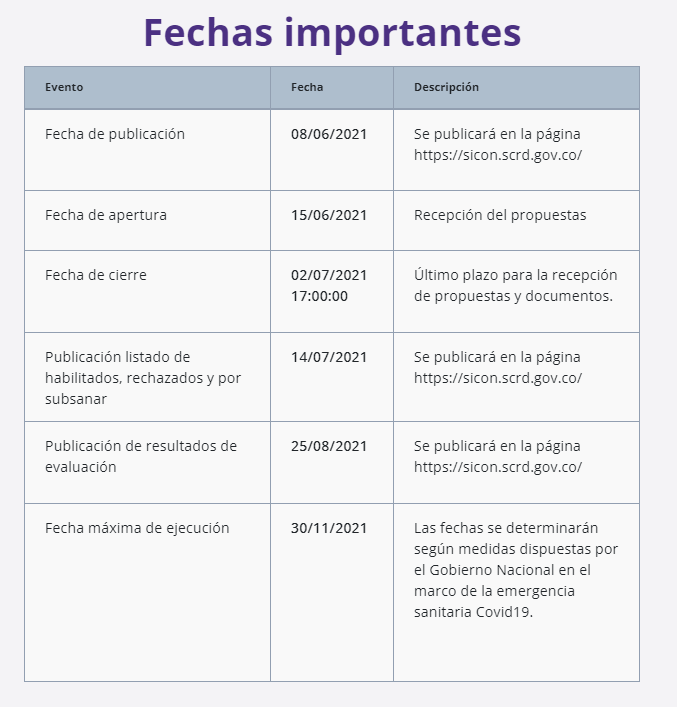 Fechas importantes
Evento
Fecha
Descripción
Fecha de publicación
08/06/2021
Se publicará en la página
https://sicon.scrd.gov.co/
Fecha de apertura
15/06/2021
Recepción del propuestas
Fecha de cierre
02/07/2021
17:00:00
Último plazo para la recepción
de propuestas y documentos.
Publicación listado de
habilitados, rechazados y por
subsanar
14/07/2021
Se publicará en la página
https://sicon.scrd.gov.co/
Publicación de resultados de
evaluación
25/08/2021
Se publicará en la página
https://sicon.scrd.gov.co/
Fecha máxima de ejecución
30/11/2021
Las fechas se determinarán
según medidas dispuestas por
el Gobierno Nacional en el
marco de la emergencia
sanitaria Covid19.